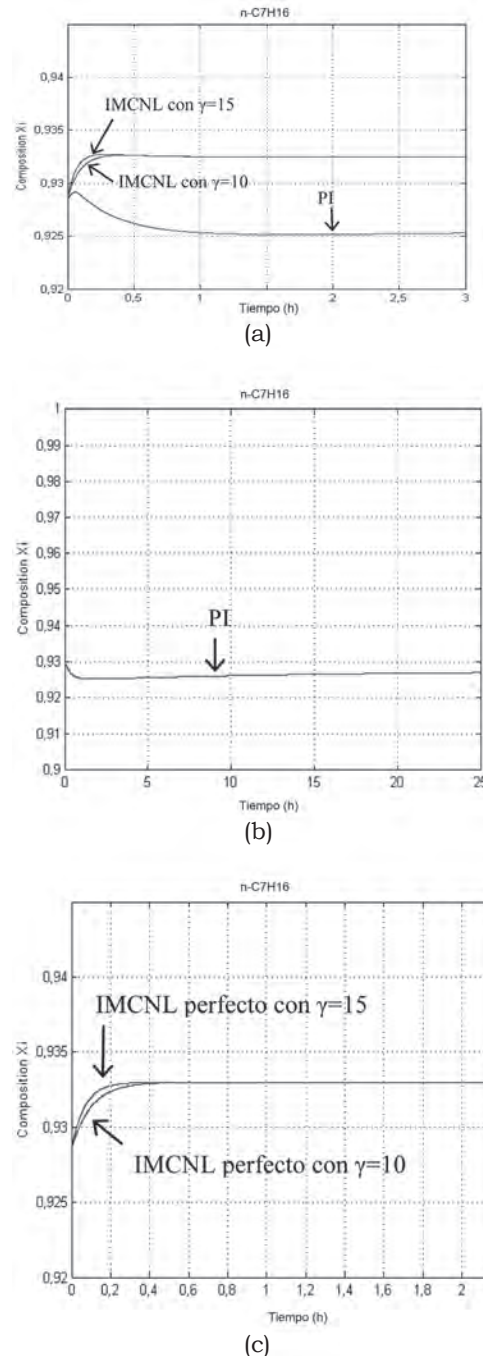 n-C7H16
0,94
0,935
0,93
0,925
0,92
Composition Xi
IMCNL con γ=15
IMCNL con γ=10
PI
0 0,5 1 1,5 2 2,5 3
Tiempo (h)
(a)
n-C7H16
1
0,99
0,98
0,97
0,96
0,95
0,94
0,93
0,92
0,91
0,9
Composition Xi
PI
0 5 10 15 20 25
Tiempo (h)
(b)
n-C7H16
0,94
0,935
0,93
0,925
0,92
Composition Xi
IMCNL perfecto con γ=15
IMCNL perfecto con γ=10
0 0,2 0,4 0,6 0,8 1 1,2 1,4 1,6 1,8 2
Tiempo (h)
(c)